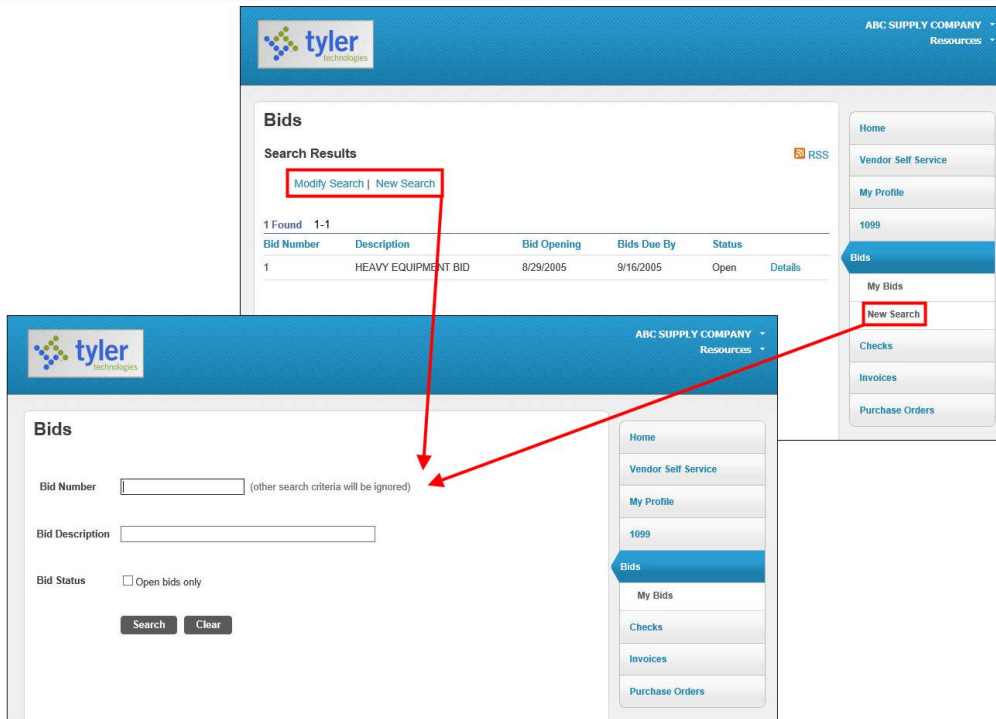 tyler
technologies
ABC SUPPLY COMPANY
Resources
Bids
Search Results
RSS
Modify Search | New Search
1 Found 1-1
Bid Number Description Bid Opening Bids Due By Status
1 HEAVY EQUIPMENT BID 8/29/2005 9/16/2005 Open Details
Home
Vendor Self Service
My Profile
1099
Bids
My Bids
New Search
Checks
Invoices
Purchase Orders
tyler
technologies
ABC SUPPLY COMPANY
Resources
Bids
Bid Number (other search criteria will be ignored)
Bid Description
Bid Status Open bids only
Search Clear
Home
Vendor Self Service
My Profile
1099
Bids
My Bids
Checks
Invoices
Purchase Orders